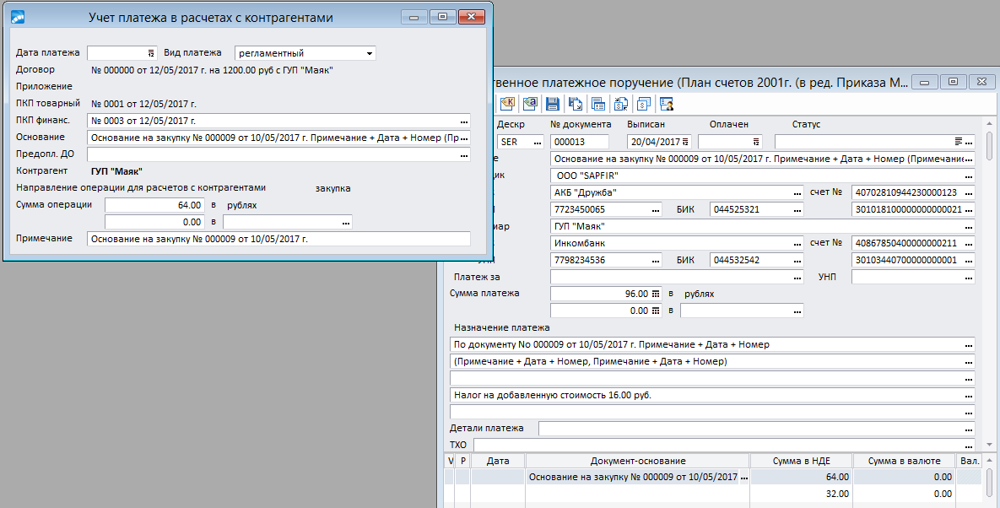 Учет платежа в расчетах с контрагентами
Дата платежа Вид платежа регламентный
Договор № 000000 от 12/05/2017 г. на 1200.00 руб с ГУП "Маяк"
Приложение
ПКП товарный № 0001 от 12/05/2017 г.
ПКП финанс. № 0003 от 12/05/2017 г. ...
Основание Основание на закупку № 000009 от 10/05/2017 г. Примечание + Дата + Номер (Пр...
Предопл. ДО ...
Контрагент ГУП "Маяк"
Направление операции для расчетов с контрагентами закупка
Сумма операции 64.00 в рублях
0.00 в ...
Примечание Основание на закупку № 000009 от 10/05/2017 г.
твенное платежное поручение (План счетов 2001г. (в ред. Приказа М...
Дескр № документа Выписан Оплачен Статус
SER ... 000013 20/04/2017 ...
е Основание на закупку № 000009 от 10/05/2017 г. Примечание + Дата + Номер (Примечание...
ик ООО "SAPFIR" ...
АКБ "Дружба" ... счет № 40702810944230000123 ...
7723450065 ... БИК 044525321 ... 30101810000000000021 ...
иар ГУП "Маяк" ...
Инкомбанк ... счет № 40867850400000000211 ...
УНП 7798234536 ... БИК 044532542 ... 30103440700000000001 ...
Платеж за ... УНП ...
Сумма платежа 96.00 в рублях
0.00 в ...
Назначение платежа
По документу No 000009 от 10/05/2017 г. Примечание + Дата + Номер ...
(Примечание + Дата + Номер, Примечание + Дата + Номер) ...
...
Налог на добавленную стоимость 16.00 руб. ...
...
Детали платежа ...
ТХО ...
V Р Дата Документ-основание Сумма в НДЕ Сумма в валюте Вал.
Основание на закупку № 000009 от 10/05/2017 ... 64.00 0.00
32.00 0.00